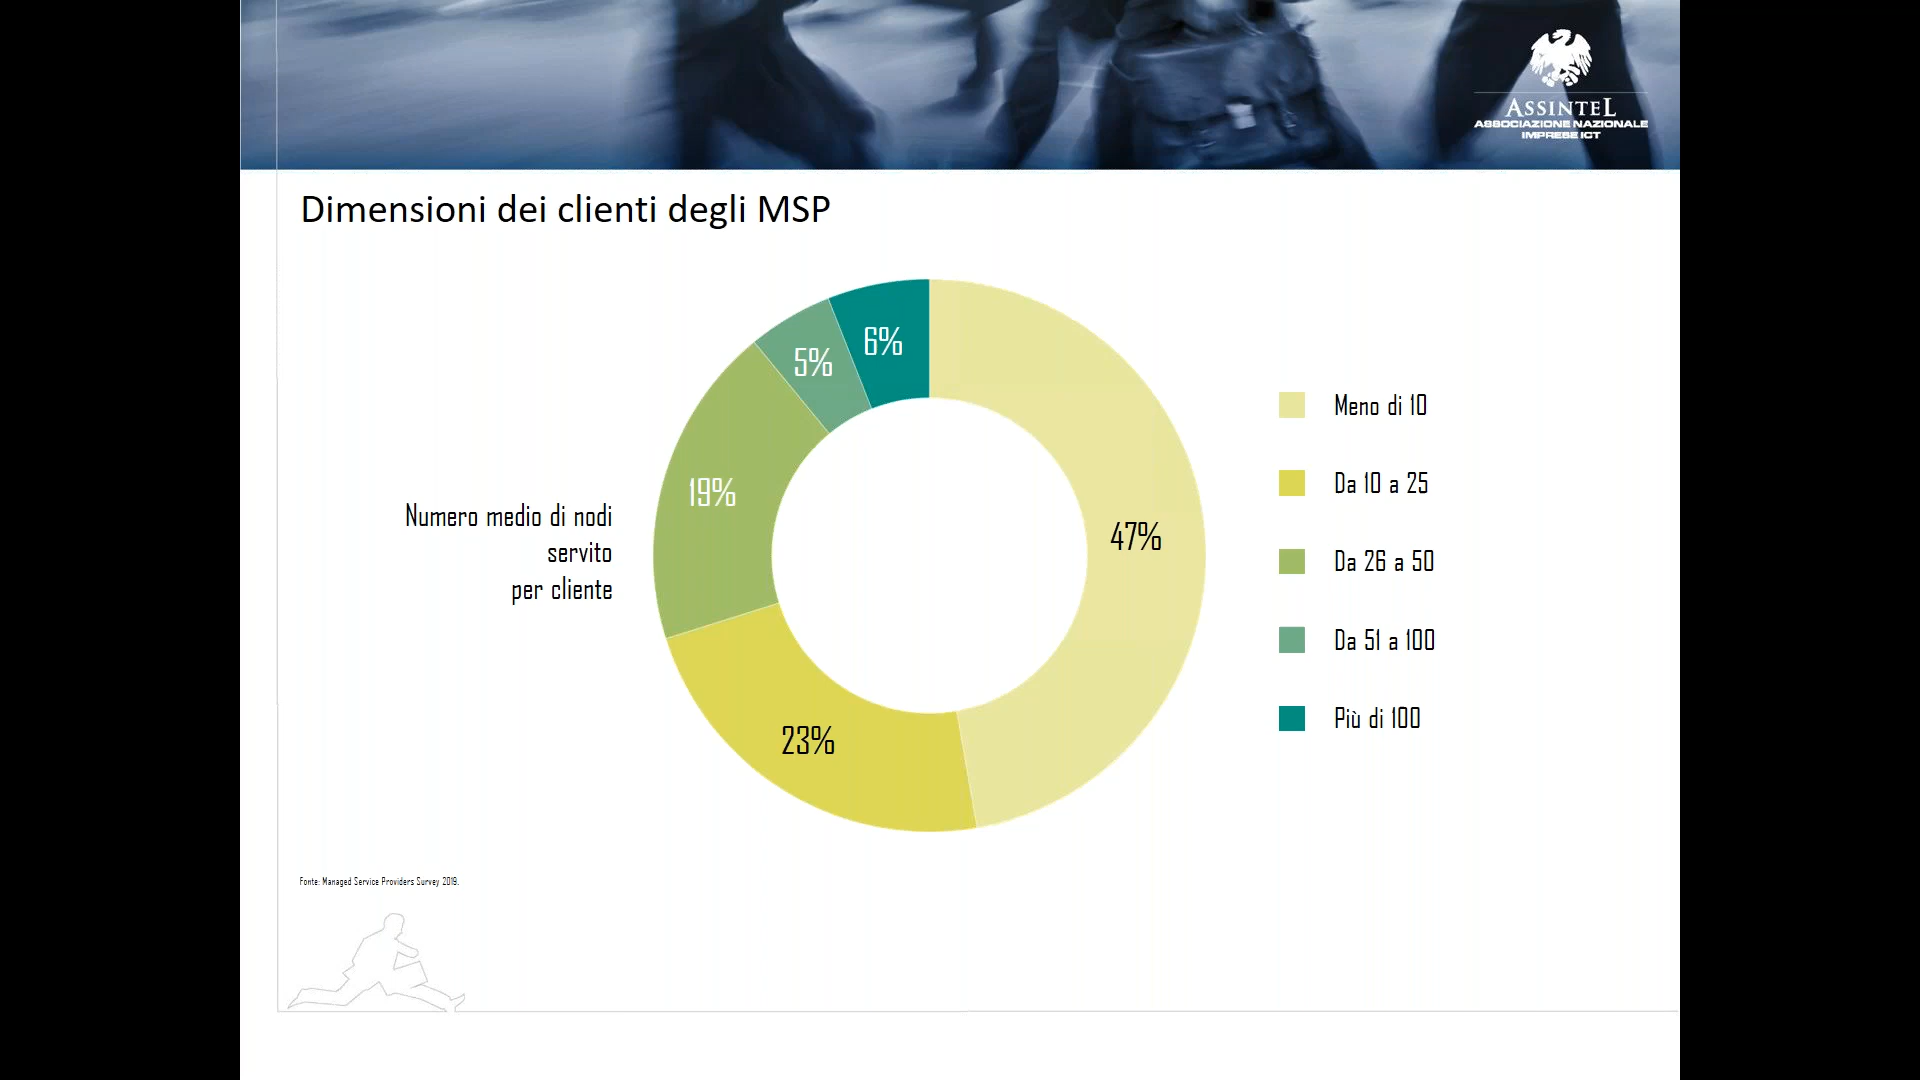 ASSINTEL
ASSOCIAZIONE NAZIONALE
IMPRESE ICT
Dimensioni dei clienti degli MSP
6%
5%
19%
47%
23%
Numero medio di nodi
servito
per cliente
Meno di 10
Da 10 a 25
Da 26 a 50
Da 51 a 100
Più di 100
Fonte: Managed Service Providers Survey 2019.